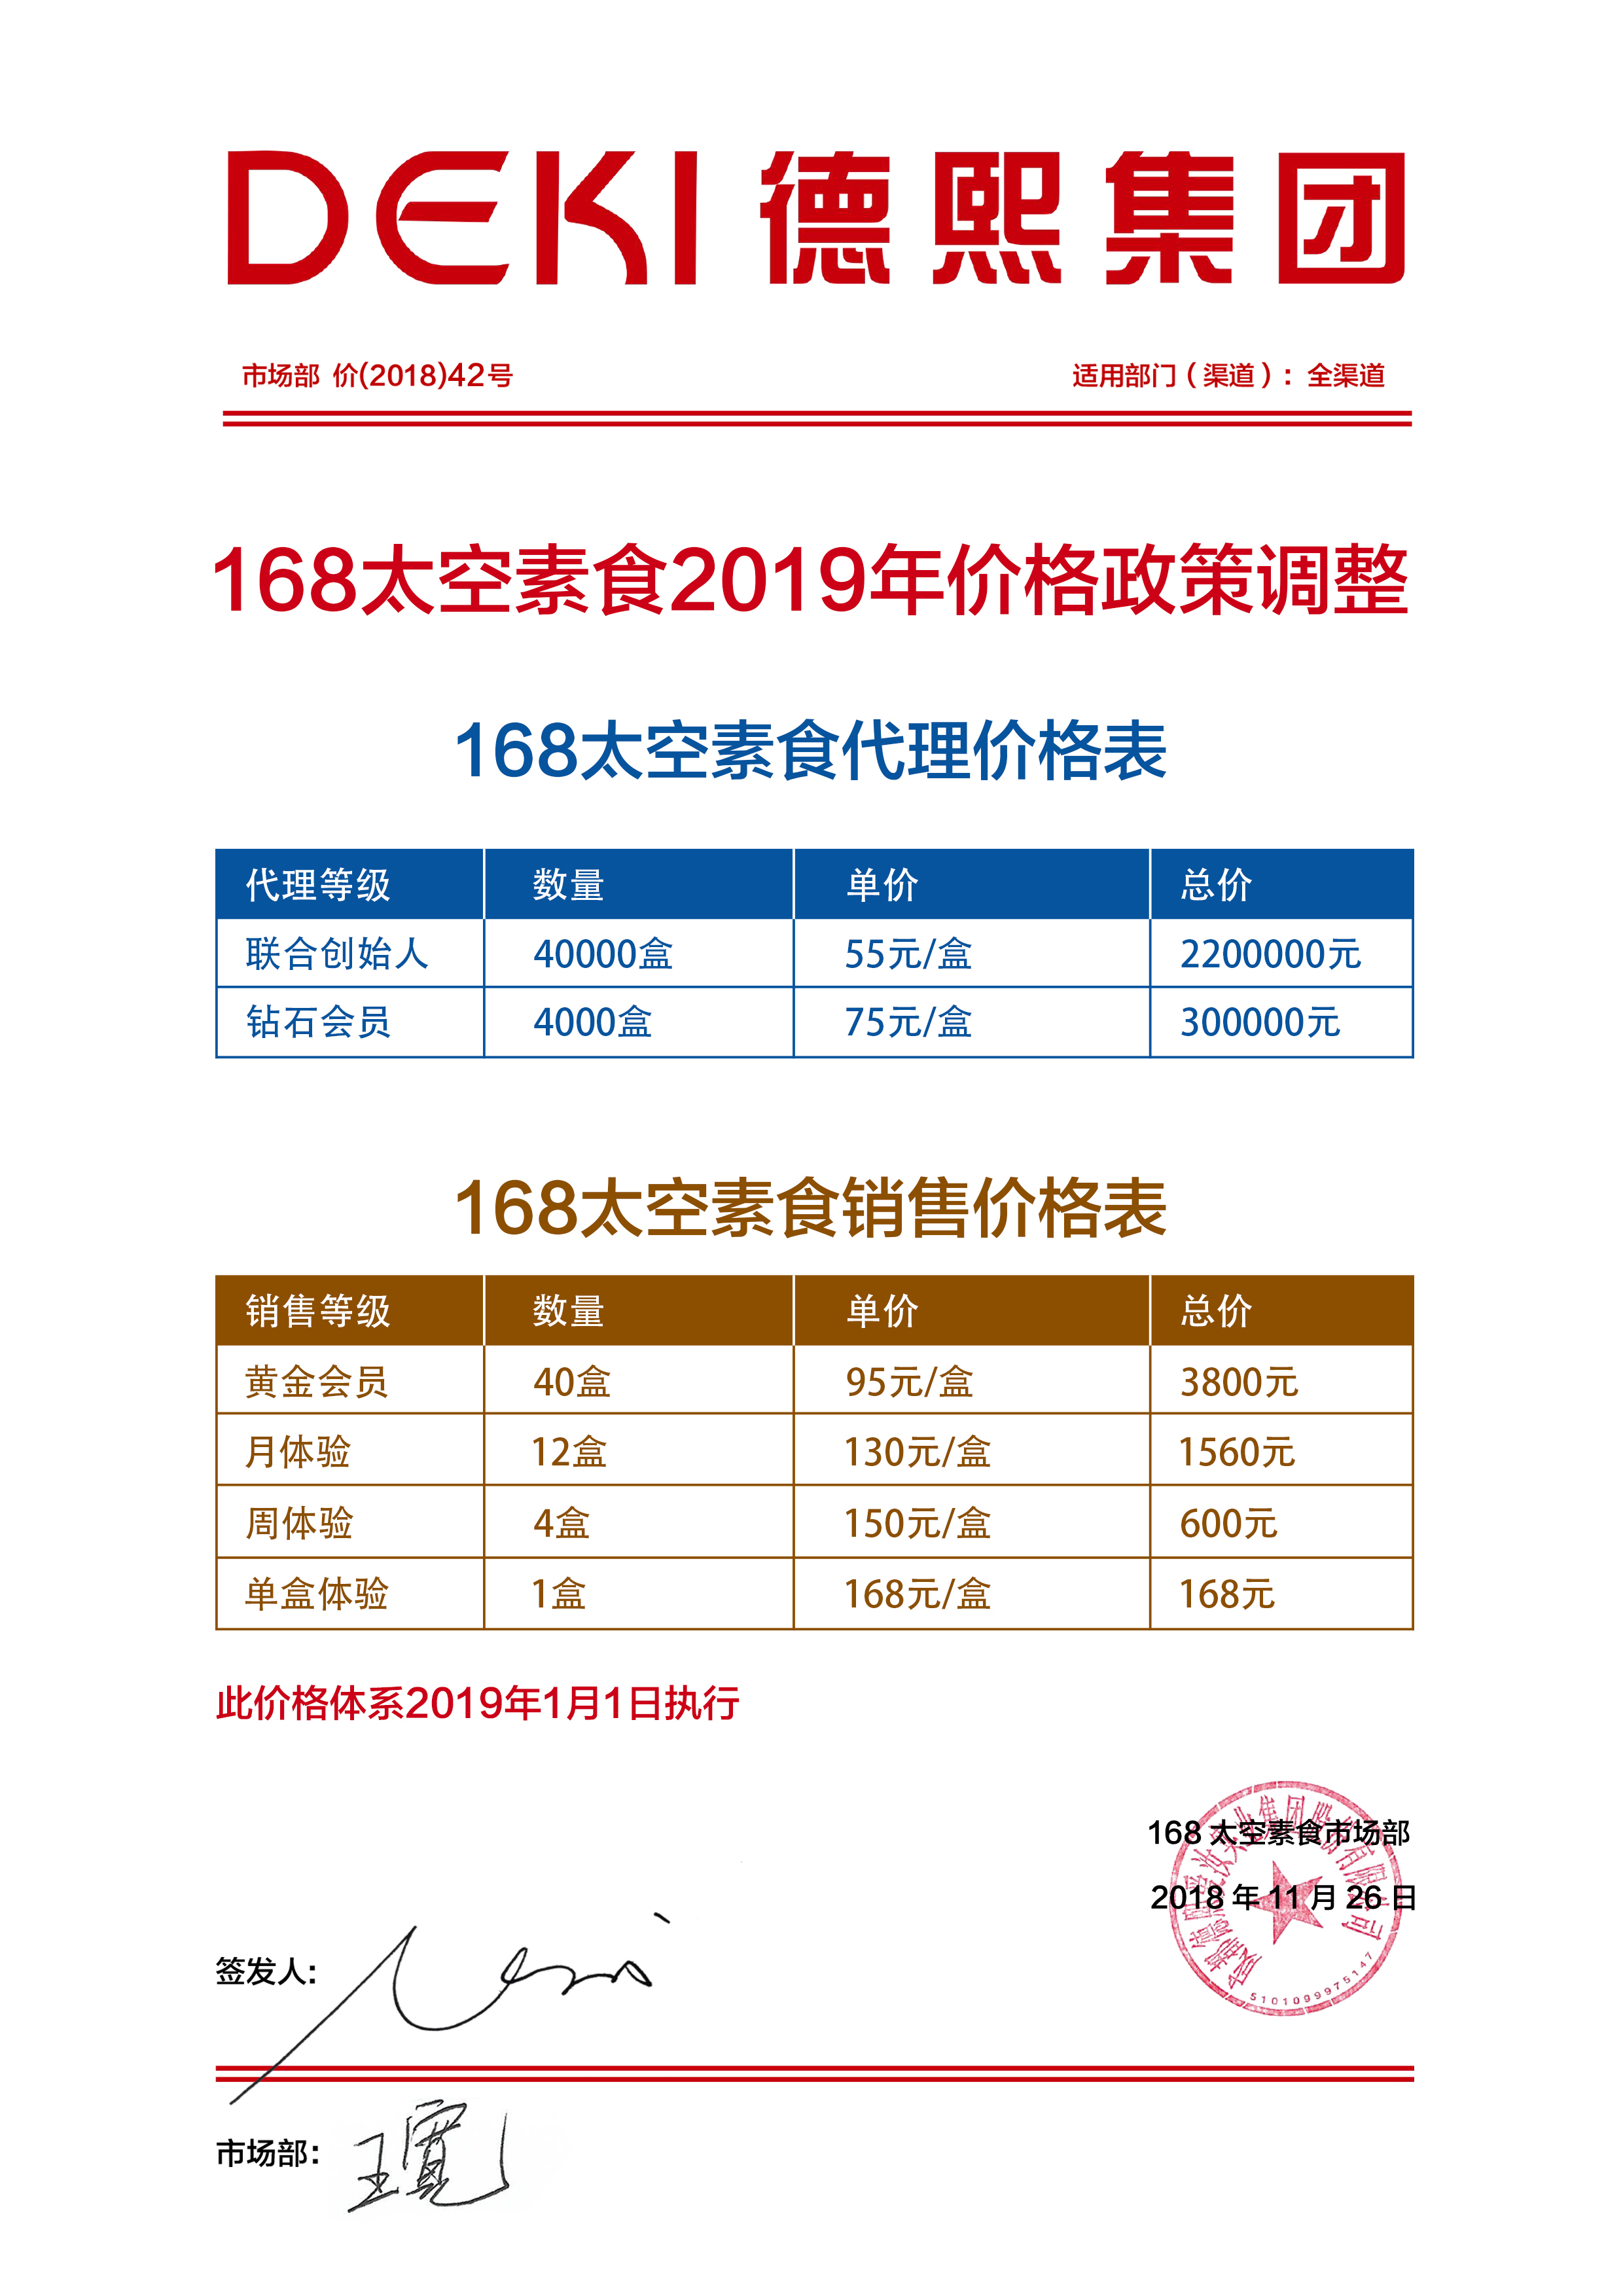 DEKI 德熙集团
市场部 价(2018)42号 适用部门（渠道）：全渠道
168太空素食2019年价格政策调整
168太空素食代理价格表
代理等级 数量 单价 总价
联合创始人 40000盒 55元/盒 2200000元
钻石会员 4000盒 75元/盒 300000元
168太空素食销售价格表
销售等级 数量 单价 总价
黄金会员 40盒 95元/盒 3800元
月体验 12盒 130元/盒 1560元
周体验 4盒 150元/盒 600元
单盒体验 1盒 168元/盒 168元
此价格体系2019年1月1日执行
168 太空素食市场部
2018 年 11 月 26 日
5101099975147
签发人:
市场部: